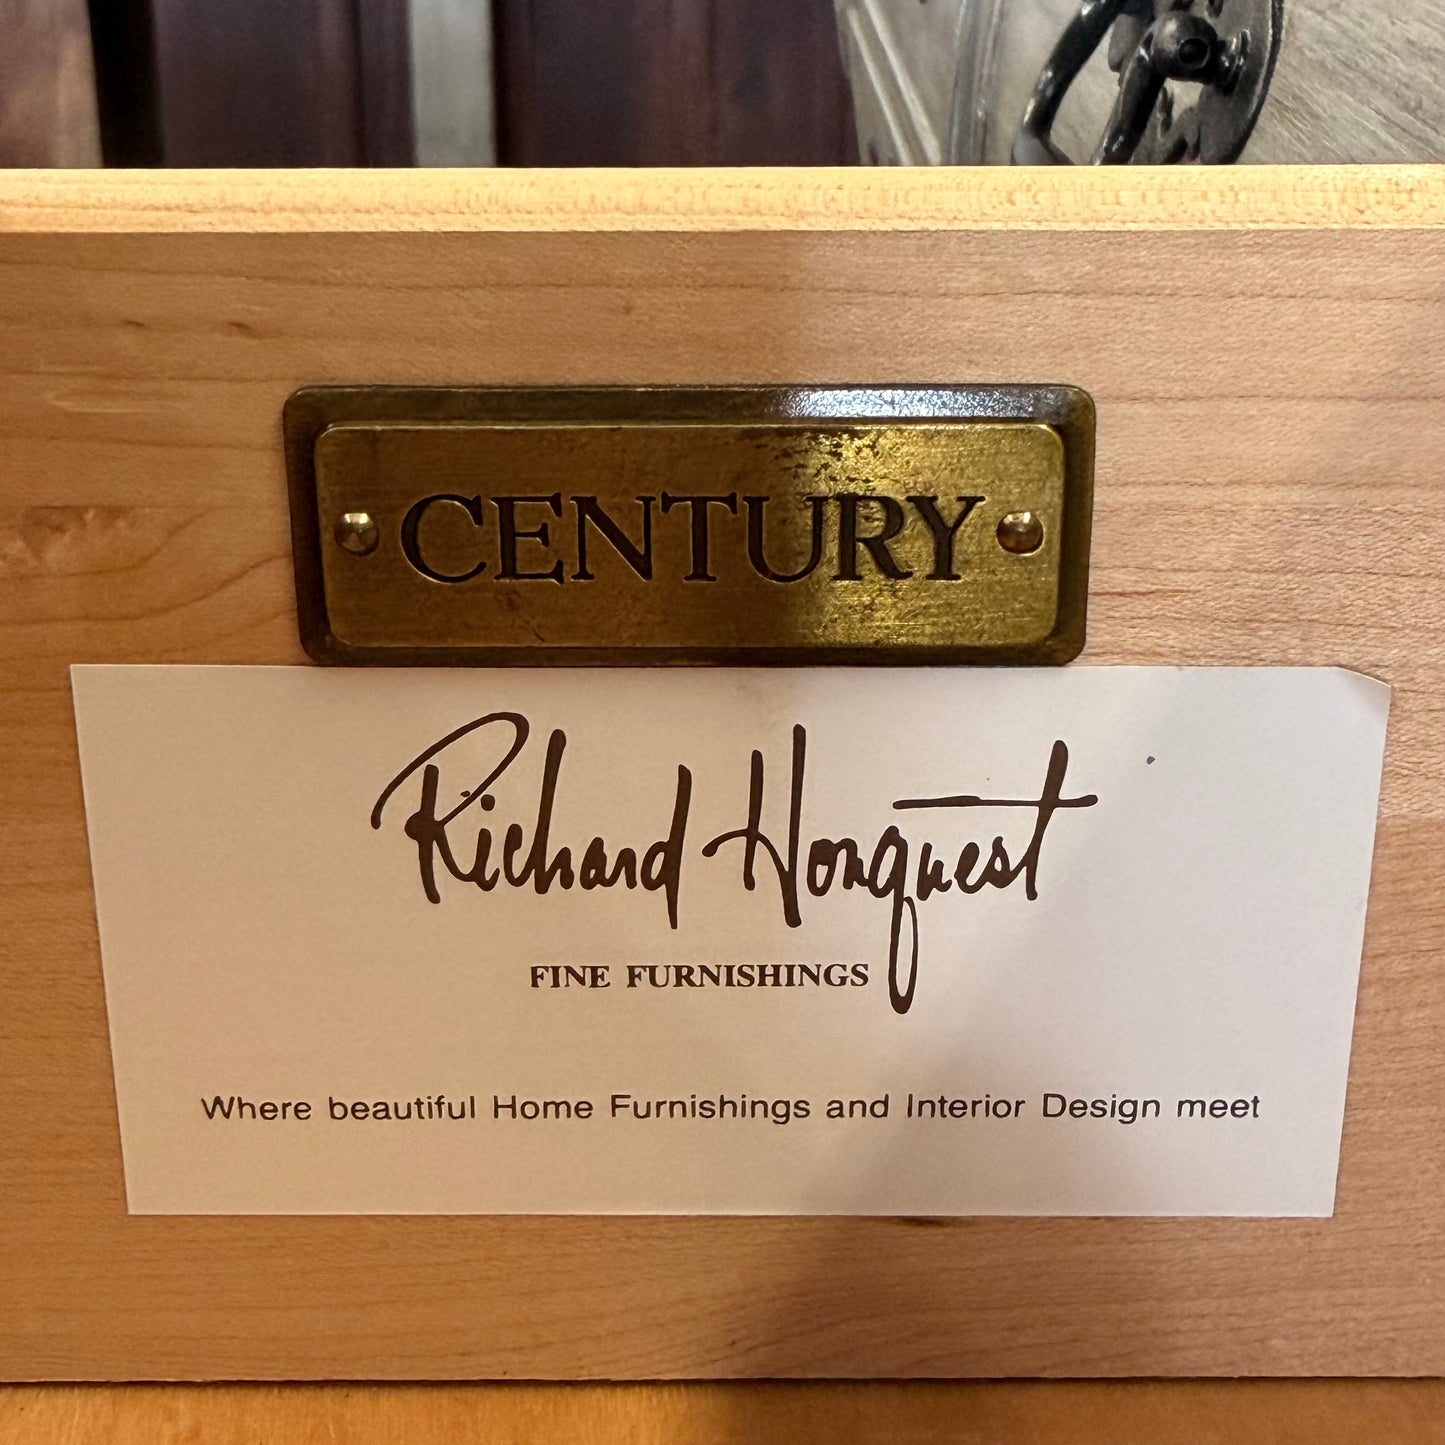 CENTURY
Richard Honquest
FINE FURNISHINGS
Where beautiful Home Furnishings and Interior Design meet